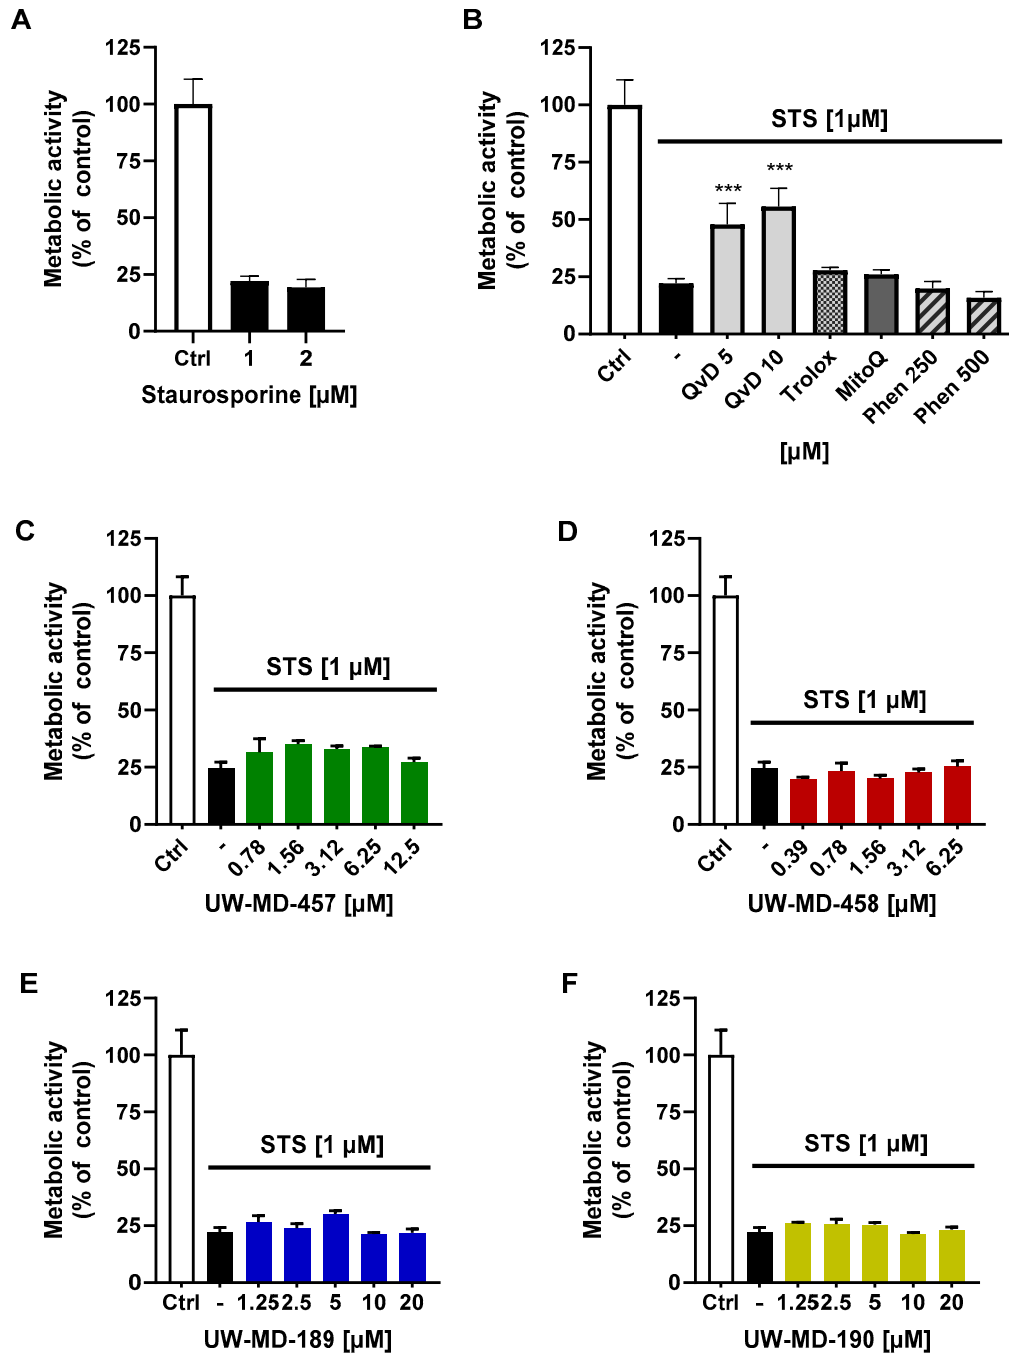 A
Metabolic activity
(% of control)
125
100
75
50
25
0
Ctrl 1 2
Staurosporine [µM]
B
Metabolic activity
(% of control)
125
100
75
50
25
0
STS [1µM]
*** ***
Ctrl - QvD 5 QvD 10 Trolox MitoQ Phen 250 Phen 500
[µM]
C
Metabolic activity
(% of control)
125
100
75
50
25
0
STS [1 µM]
Ctrl - 0.78 1.56 3.12 6.25 12.5
UW-MD-457 [µM]
D
Metabolic activity
(% of control)
125
100
75
50
25
0
STS [1 µM]
Ctrl - 0.39 0.78 1.56 3.12 6.25
UW-MD-458 [µM]
E
Metabolic activity
(% of control)
125
100
75
50
25
0
STS [1 µM]
Ctrl - 1.25 2.5 5 10 20
UW-MD-189 [µM]
F
Metabolic activity
(% of control)
125
100
75
50
25
0
STS [1 µM]
Ctrl - 1.25 2.5 5 10 20
UW-MD-190 [µM]